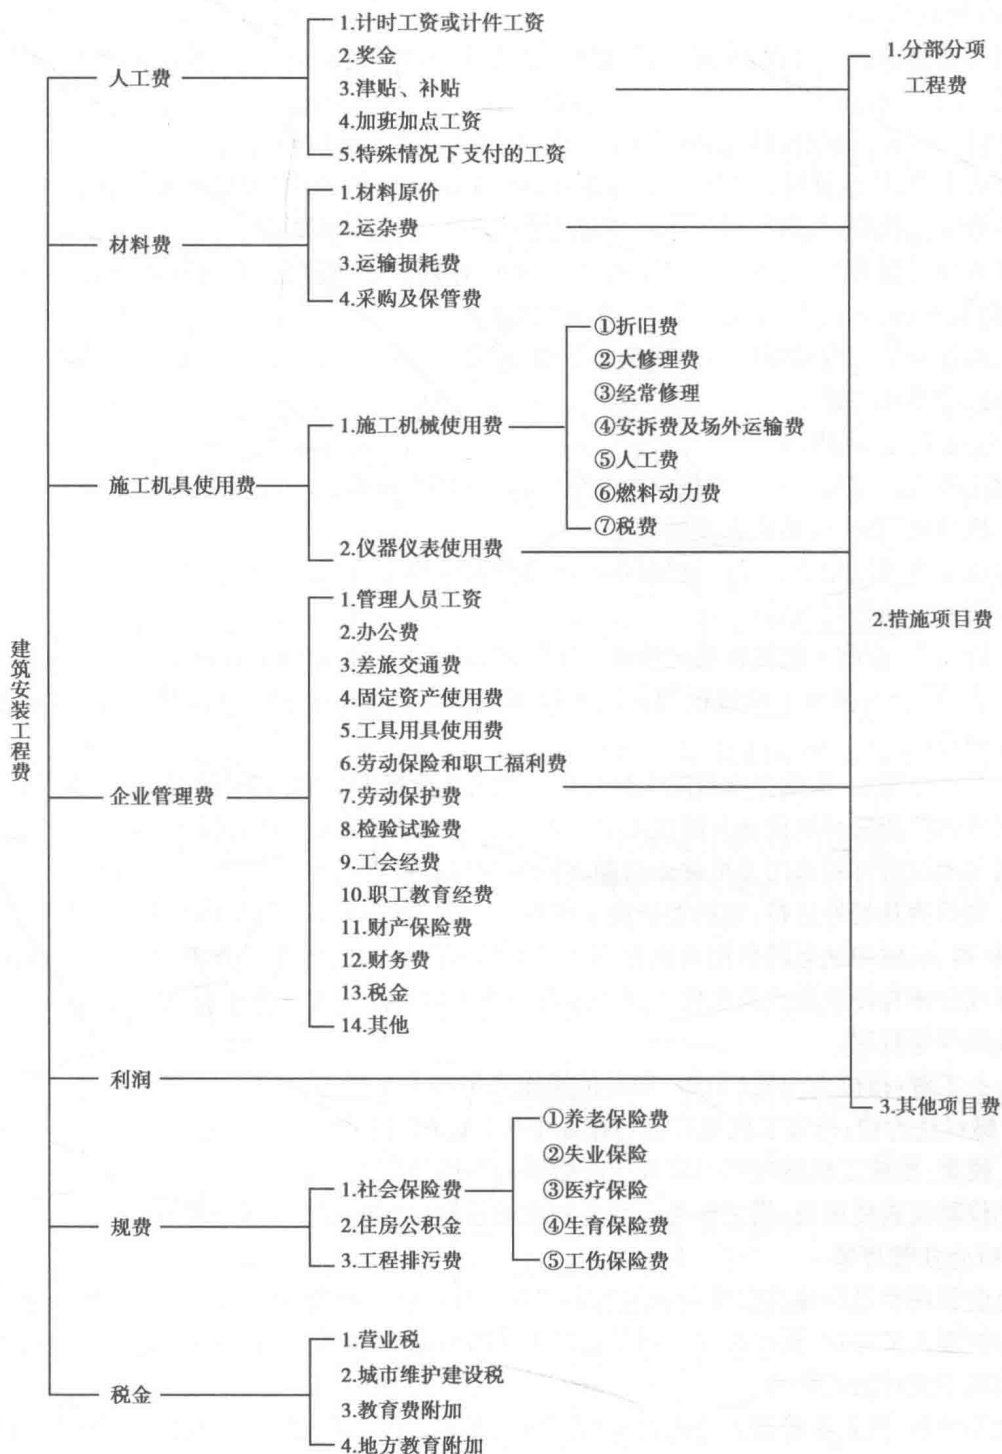 建筑安装工程费
人工费
1.计时工资或计件工资
2.奖金
3.津贴、补贴
4.加班加点工资
5.特殊情况下支付的工资
材料费
1.材料原价
2.运杂费
3.运输损耗费
4.采购及保管费
施工机具使用费
1.施工机械使用费
①折旧费
②大修理费
③经常修理
④安拆费及场外运输费
⑤人工费
⑥燃料动力费
⑦税费
2.仪器仪表使用费
企业管理费
1.管理人员工资
2.办公费
3.差旅交通费
4.固定资产使用费
5.工具用具使用费
6.劳动保险和职工福利费
7.劳动保护费
8.检验试验费
9.工会经费
10.职工教育经费
11.财产保险费
12.财务费
13.税金
14.其他
利润
规费
1.社会保险费
①养老保险费
②失业保险
③医疗保险
④生育保险费
⑤工伤保险费
2.住房公积金
3.工程排污费
税金
1.营业税
2.城市维护建设税
3.教育费附加
4.地方教育附加
1.分部分项
工程费
2.措施项目费
3.其他项目费